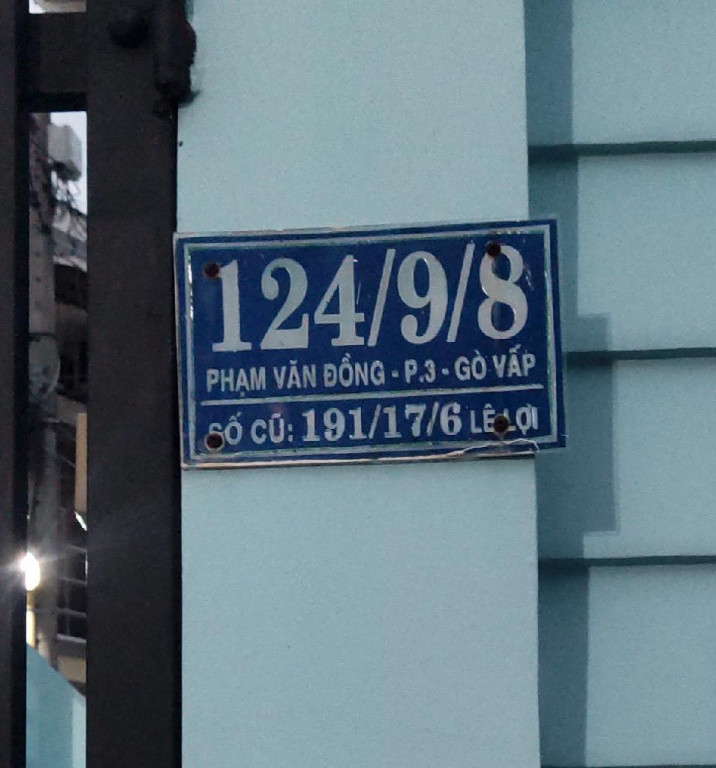 124/9/8
PHẠM VĂN ĐỒNG - P.3 - GÒ VẤP
SỐ CŨ: 191/17/6 LÊ LỢI